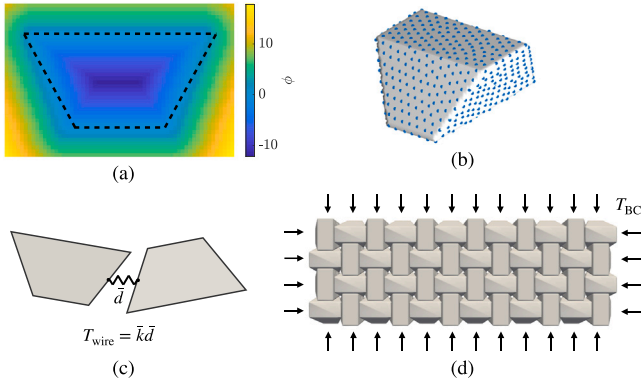 10
0
-10
ϕ
(a)
(b)
d̄
T_wire = k̄d̄
(c)
T_BC
(d)